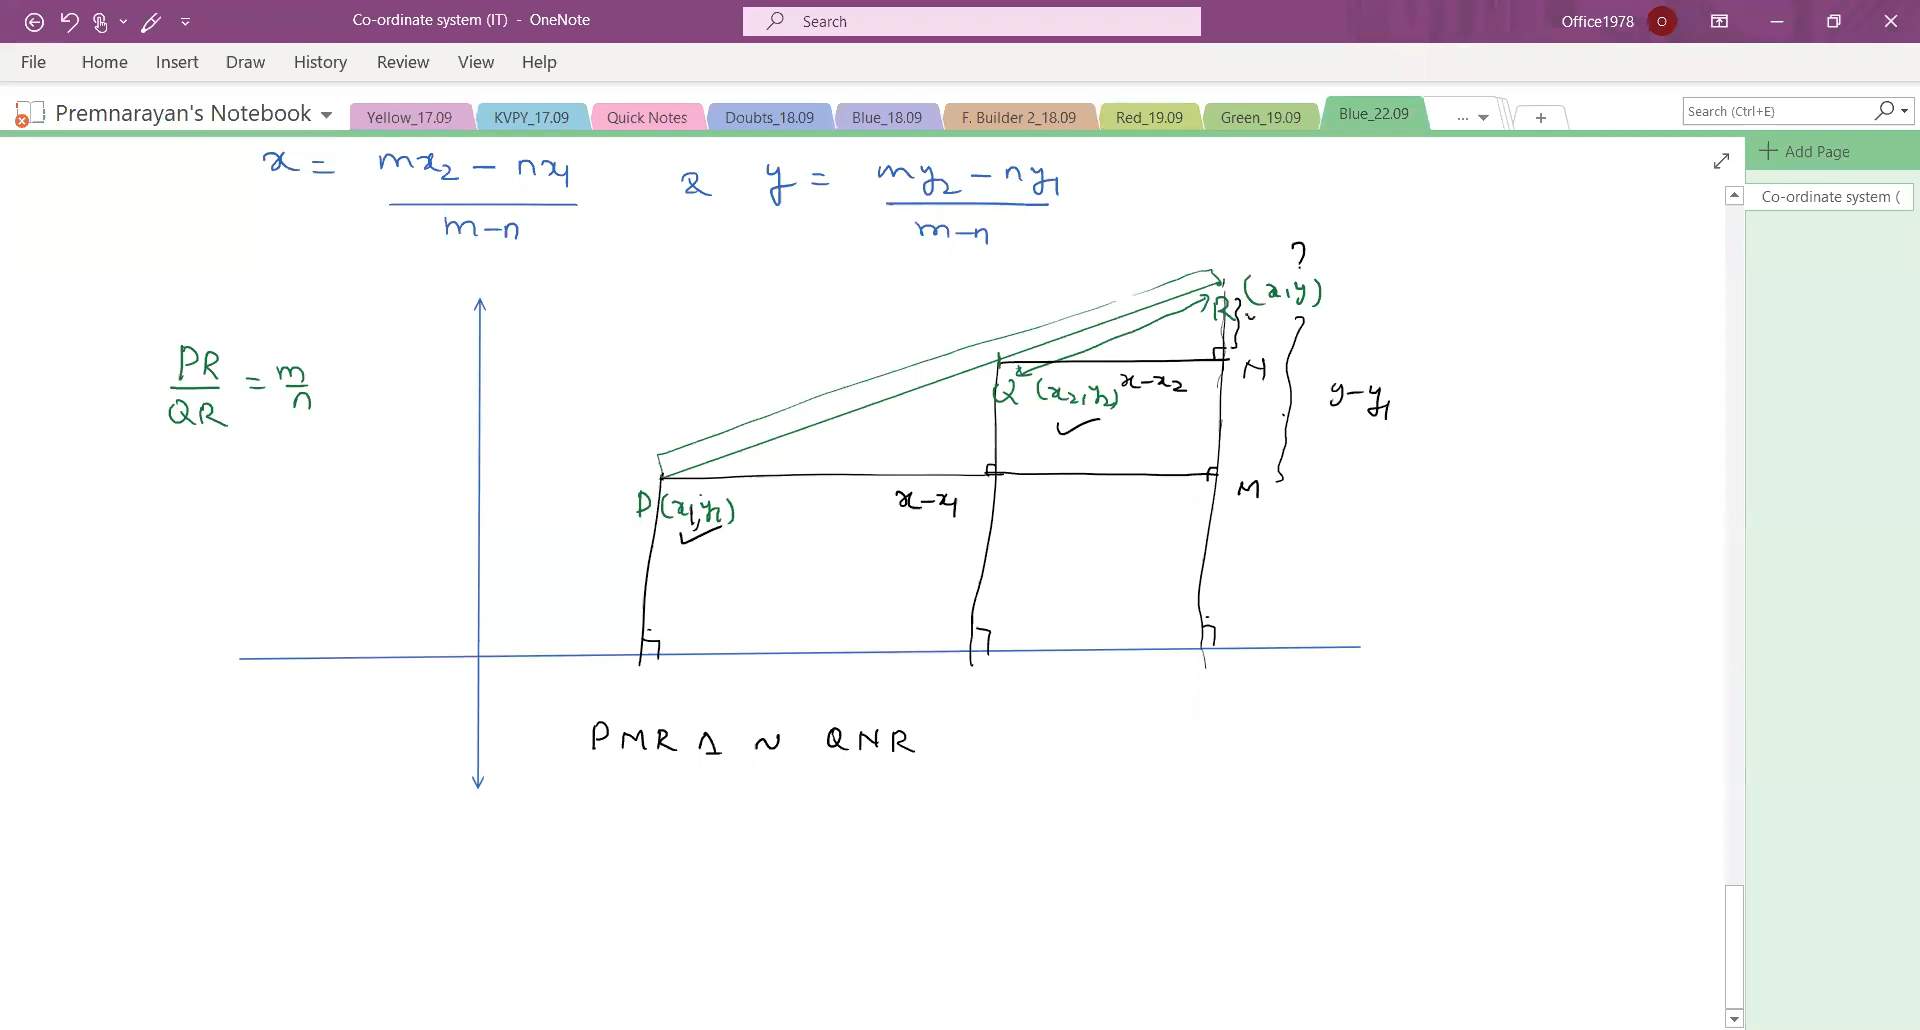 Co-ordinate system (IT) - OneNote
Search
Office1978
O
File Home Insert Draw History Review View Help
Premnarayan's Notebook
Yellow_17.09 KVPY_17.09 Quick Notes Doubts_18.09 Blue_18.09 F. Builder 2_18.09 Red_19.09 Green_19.09 Blue_22.09 ... +
Search (Ctrl+E)
Add Page
Co-ordinate system (
x = mx₂ - nx₁ / m-n & y = my₂ - ny₁ / m-n
?
R (x,y)
PR/QR = m/n
N
Q (x₂,y₂) x-x₂
y-y₁
M
P(x₁,y₁) x-x₁
PMR Δ ~ QNR